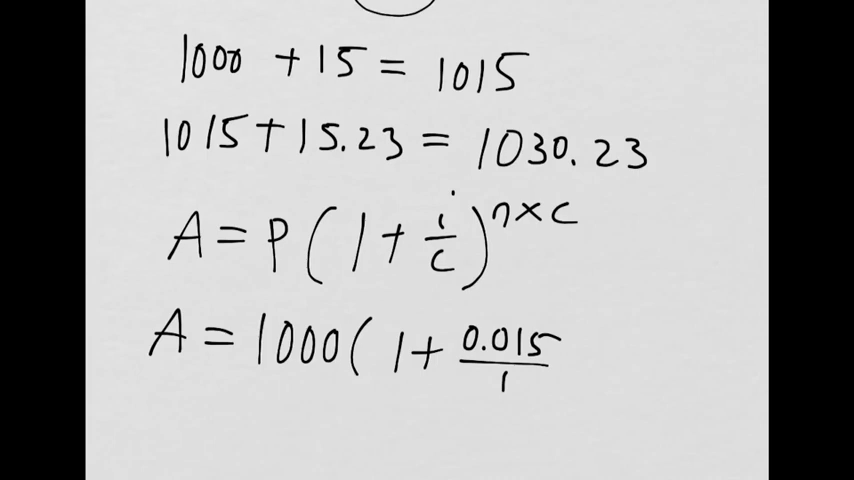 1000 + 15 = 1015
1015 + 15.23 = 1030.23
A = P ( 1 + i/c )^n×c
A = 1000 ( 1 + 0.015/1